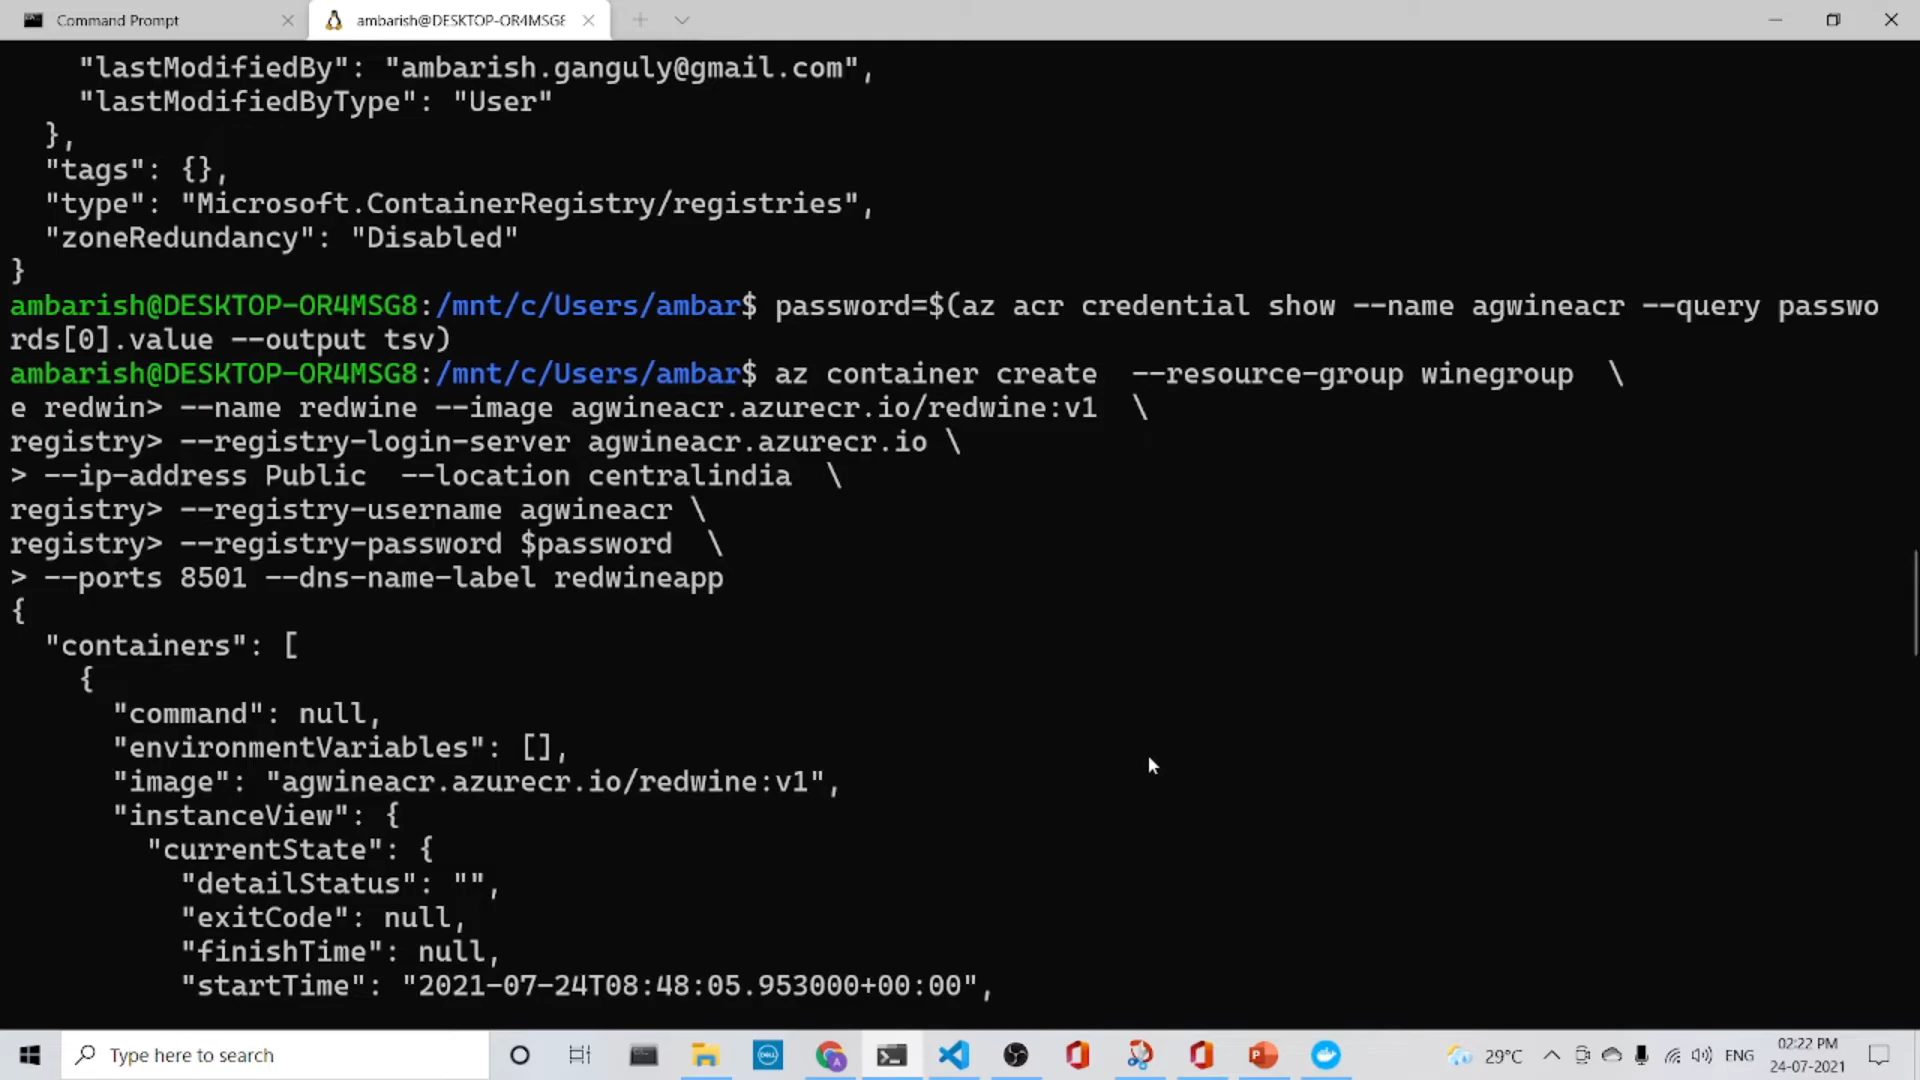 Command Prompt
ambarish@DESKTOP-OR4MSG8
"lastModifiedBy": "ambarish.ganguly@gmail.com",
"lastModifiedByType": "User"
},
"tags": {},
"type": "Microsoft.ContainerRegistry/registries",
"zoneRedundancy": "Disabled"
}
ambarish@DESKTOP-OR4MSG8:/mnt/c/Users/ambar$ password=$(az acr credential show --name agwineacr --query passwo
rds[0].value --output tsv)
ambarish@DESKTOP-OR4MSG8:/mnt/c/Users/ambar$ az container create  --resource-group winegroup  \
e redwin> --name redwine --image agwineacr.azurecr.io/redwine:v1  \
registry> --registry-login-server agwineacr.azurecr.io \
> --ip-address Public  --location centralindia  \
registry> --registry-username agwineacr \
registry> --registry-password $password  \
> --ports 8501 --dns-name-label redwineapp
{
"containers": [
{
"command": null,
"environmentVariables": [],
"image": "agwineacr.azurecr.io/redwine:v1",
"instanceView": {
"currentState": {
"detailStatus": "",
"exitCode": null,
"finishTime": null,
"startTime": "2021-07-24T08:48:05.953000+00:00",
Type here to search
29°C
ENG
02:22 PM
24-07-2021